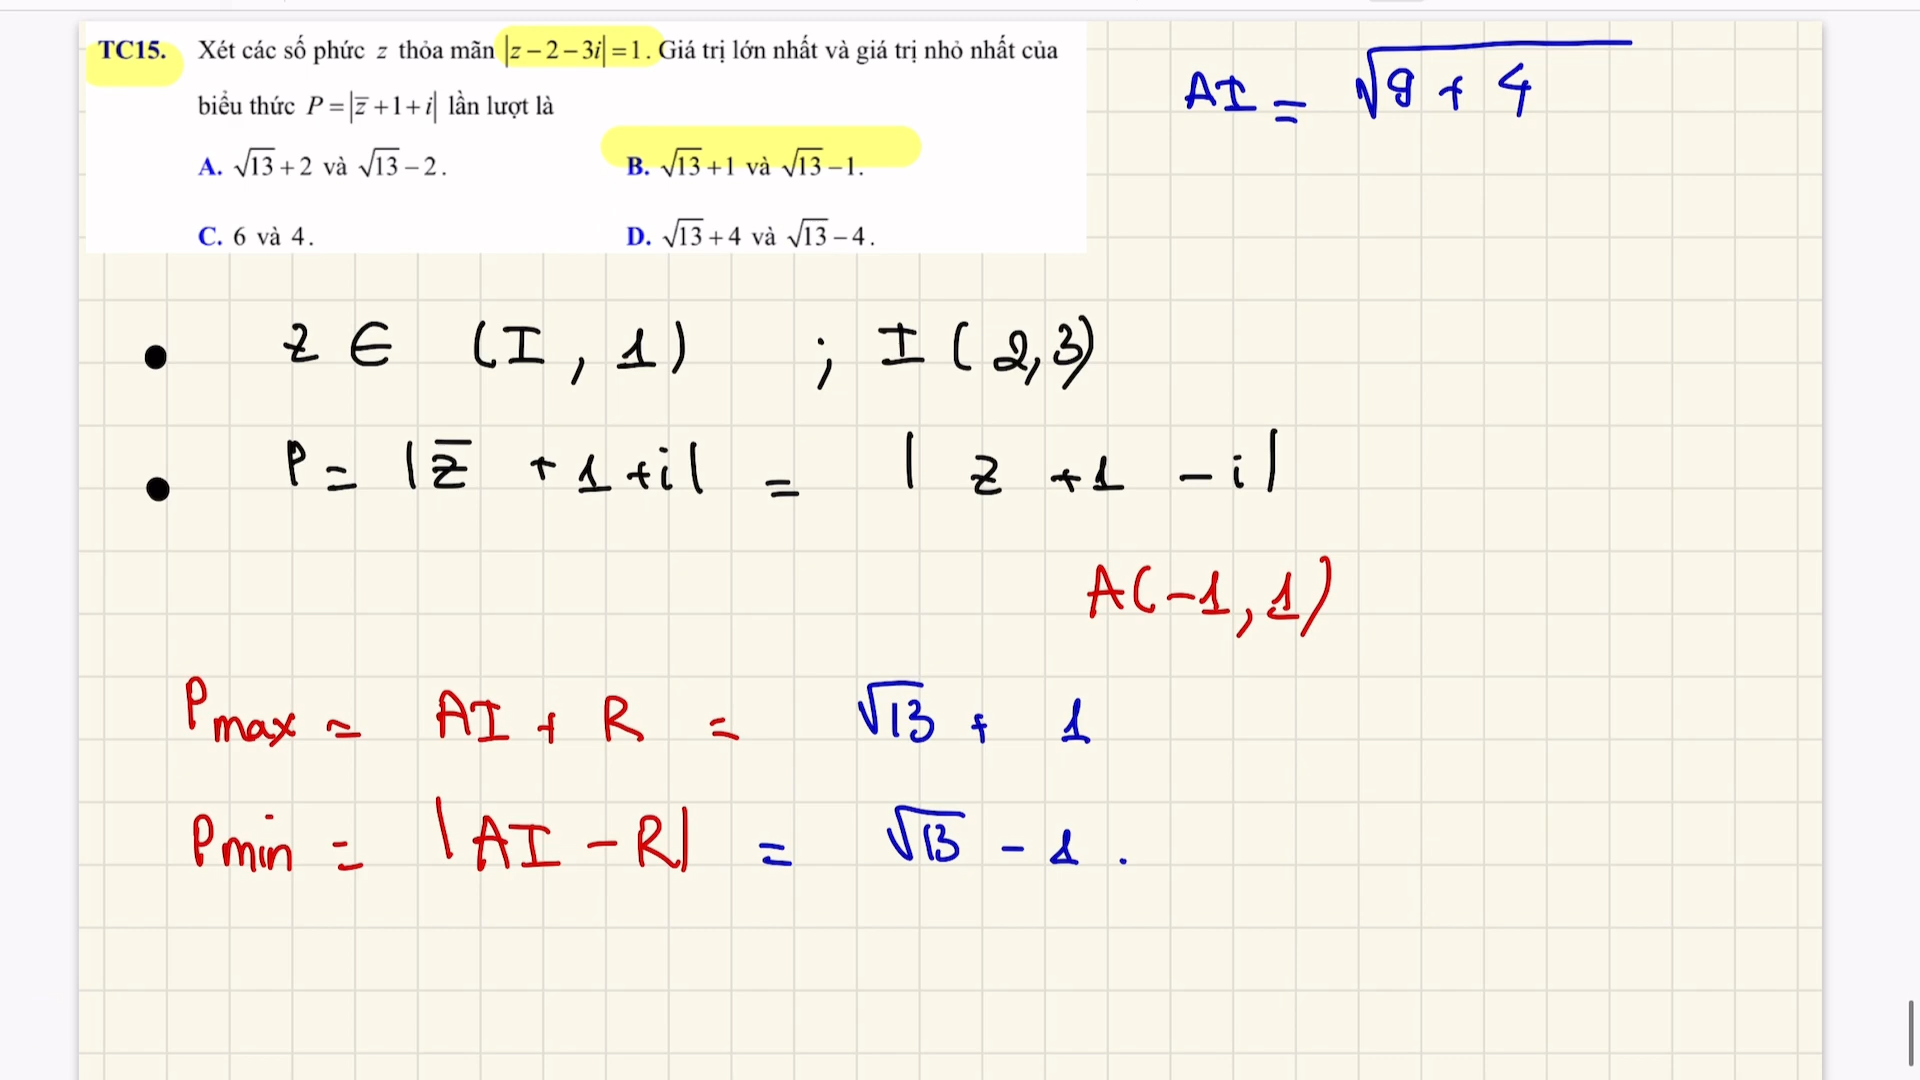 TC15. Xét các số phức z thỏa mãn |z − 2 − 3i| = 1. Giá trị lớn nhất và giá trị nhỏ nhất của
biểu thức P = |z̅ + 1 + i| lần lượt là
A. √13 + 2 và √13 − 2.
B. √13 + 1 và √13 − 1.
C. 6 và 4.
D. √13 + 4 và √13 − 4.
AI = √9 + 4
• z ∈ (I, 1) ; I(2,3)
• P = |z̅ + 1 + i| = |z + 1 − i|
A(−1, 1)
Pmax = AI + R = √13 + 1
Pmin = |AI − R| = √13 − 1.